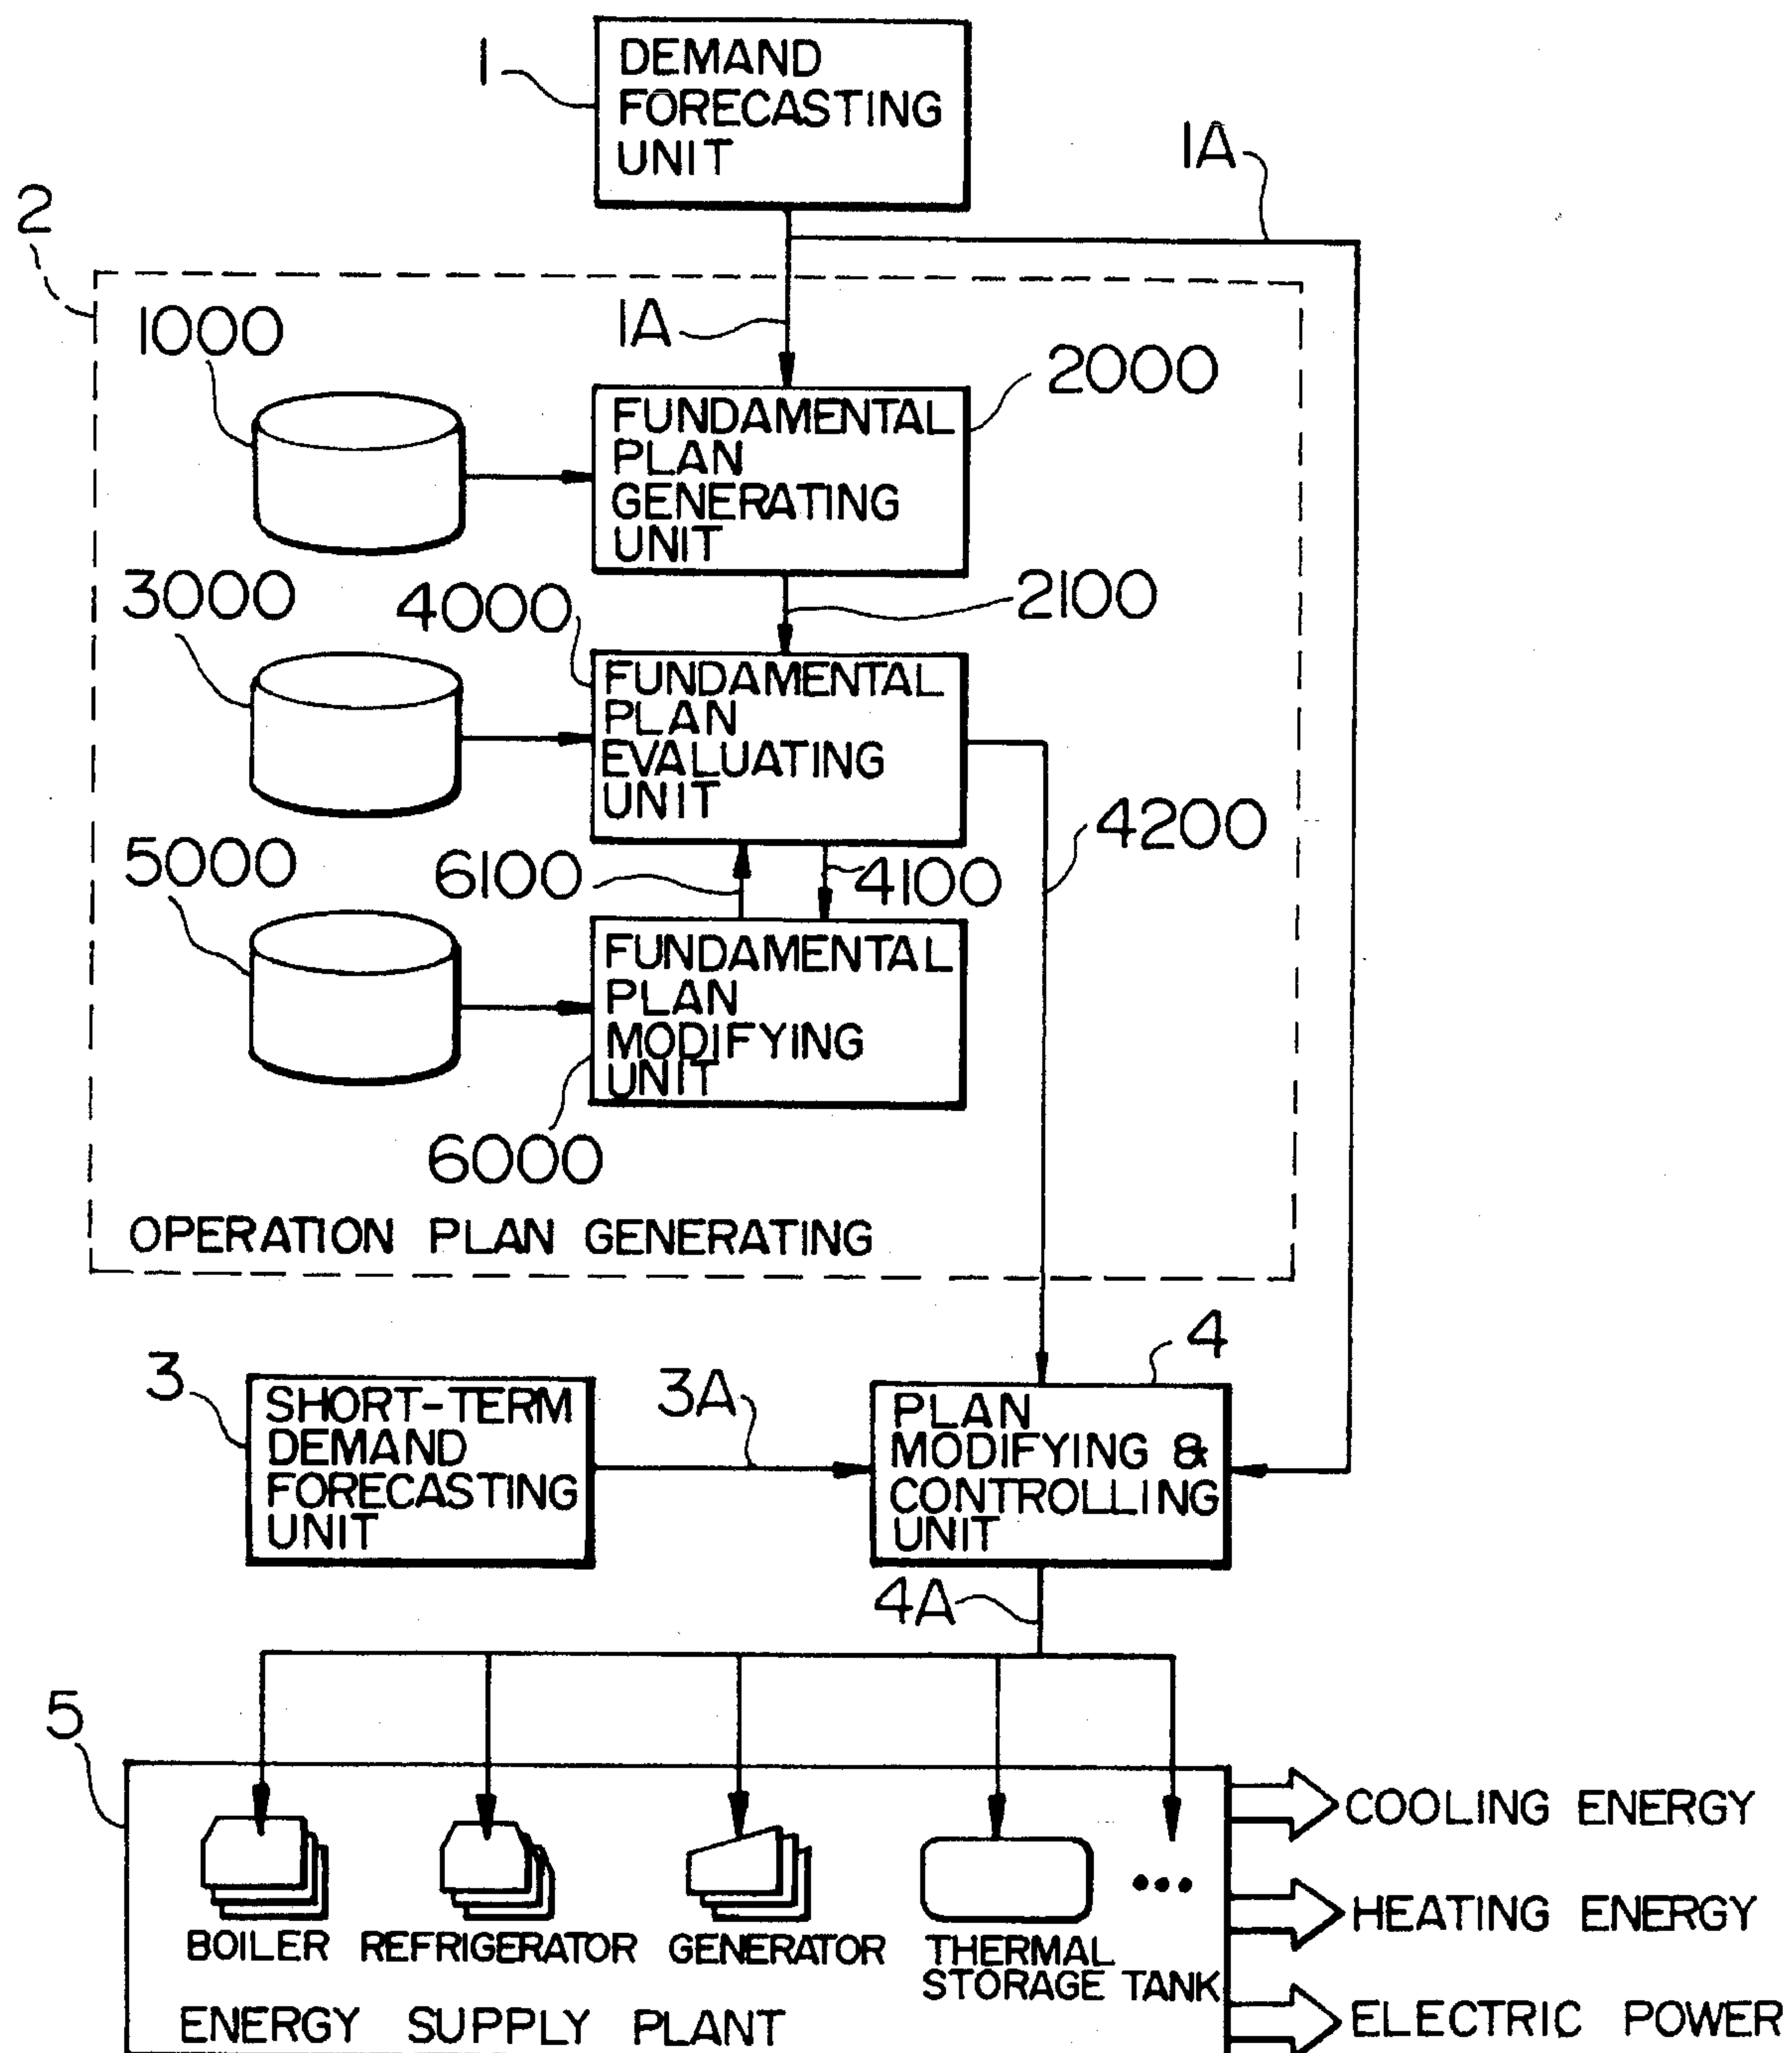 1
DEMAND
FORECASTING
UNIT
1A
2
1000
1A
2000
FUNDAMENTAL
PLAN
GENERATING
UNIT
3000
4000
2100
FUNDAMENTAL
PLAN
EVALUATING
UNIT
4200
5000
6100
4100
FUNDAMENTAL
PLAN
MODIFYING
UNIT
6000
OPERATION PLAN GENERATING
3
SHORT-TERM
DEMAND
FORECASTING
UNIT
3A
4
PLAN
MODIFYING &
CONTROLLING
UNIT
4A
5
BOILER
REFRIGERATOR
GENERATOR
THERMAL
STORAGE TANK
•••
ENERGY SUPPLY PLANT
COOLING ENERGY
HEATING ENERGY
ELECTRIC POWER